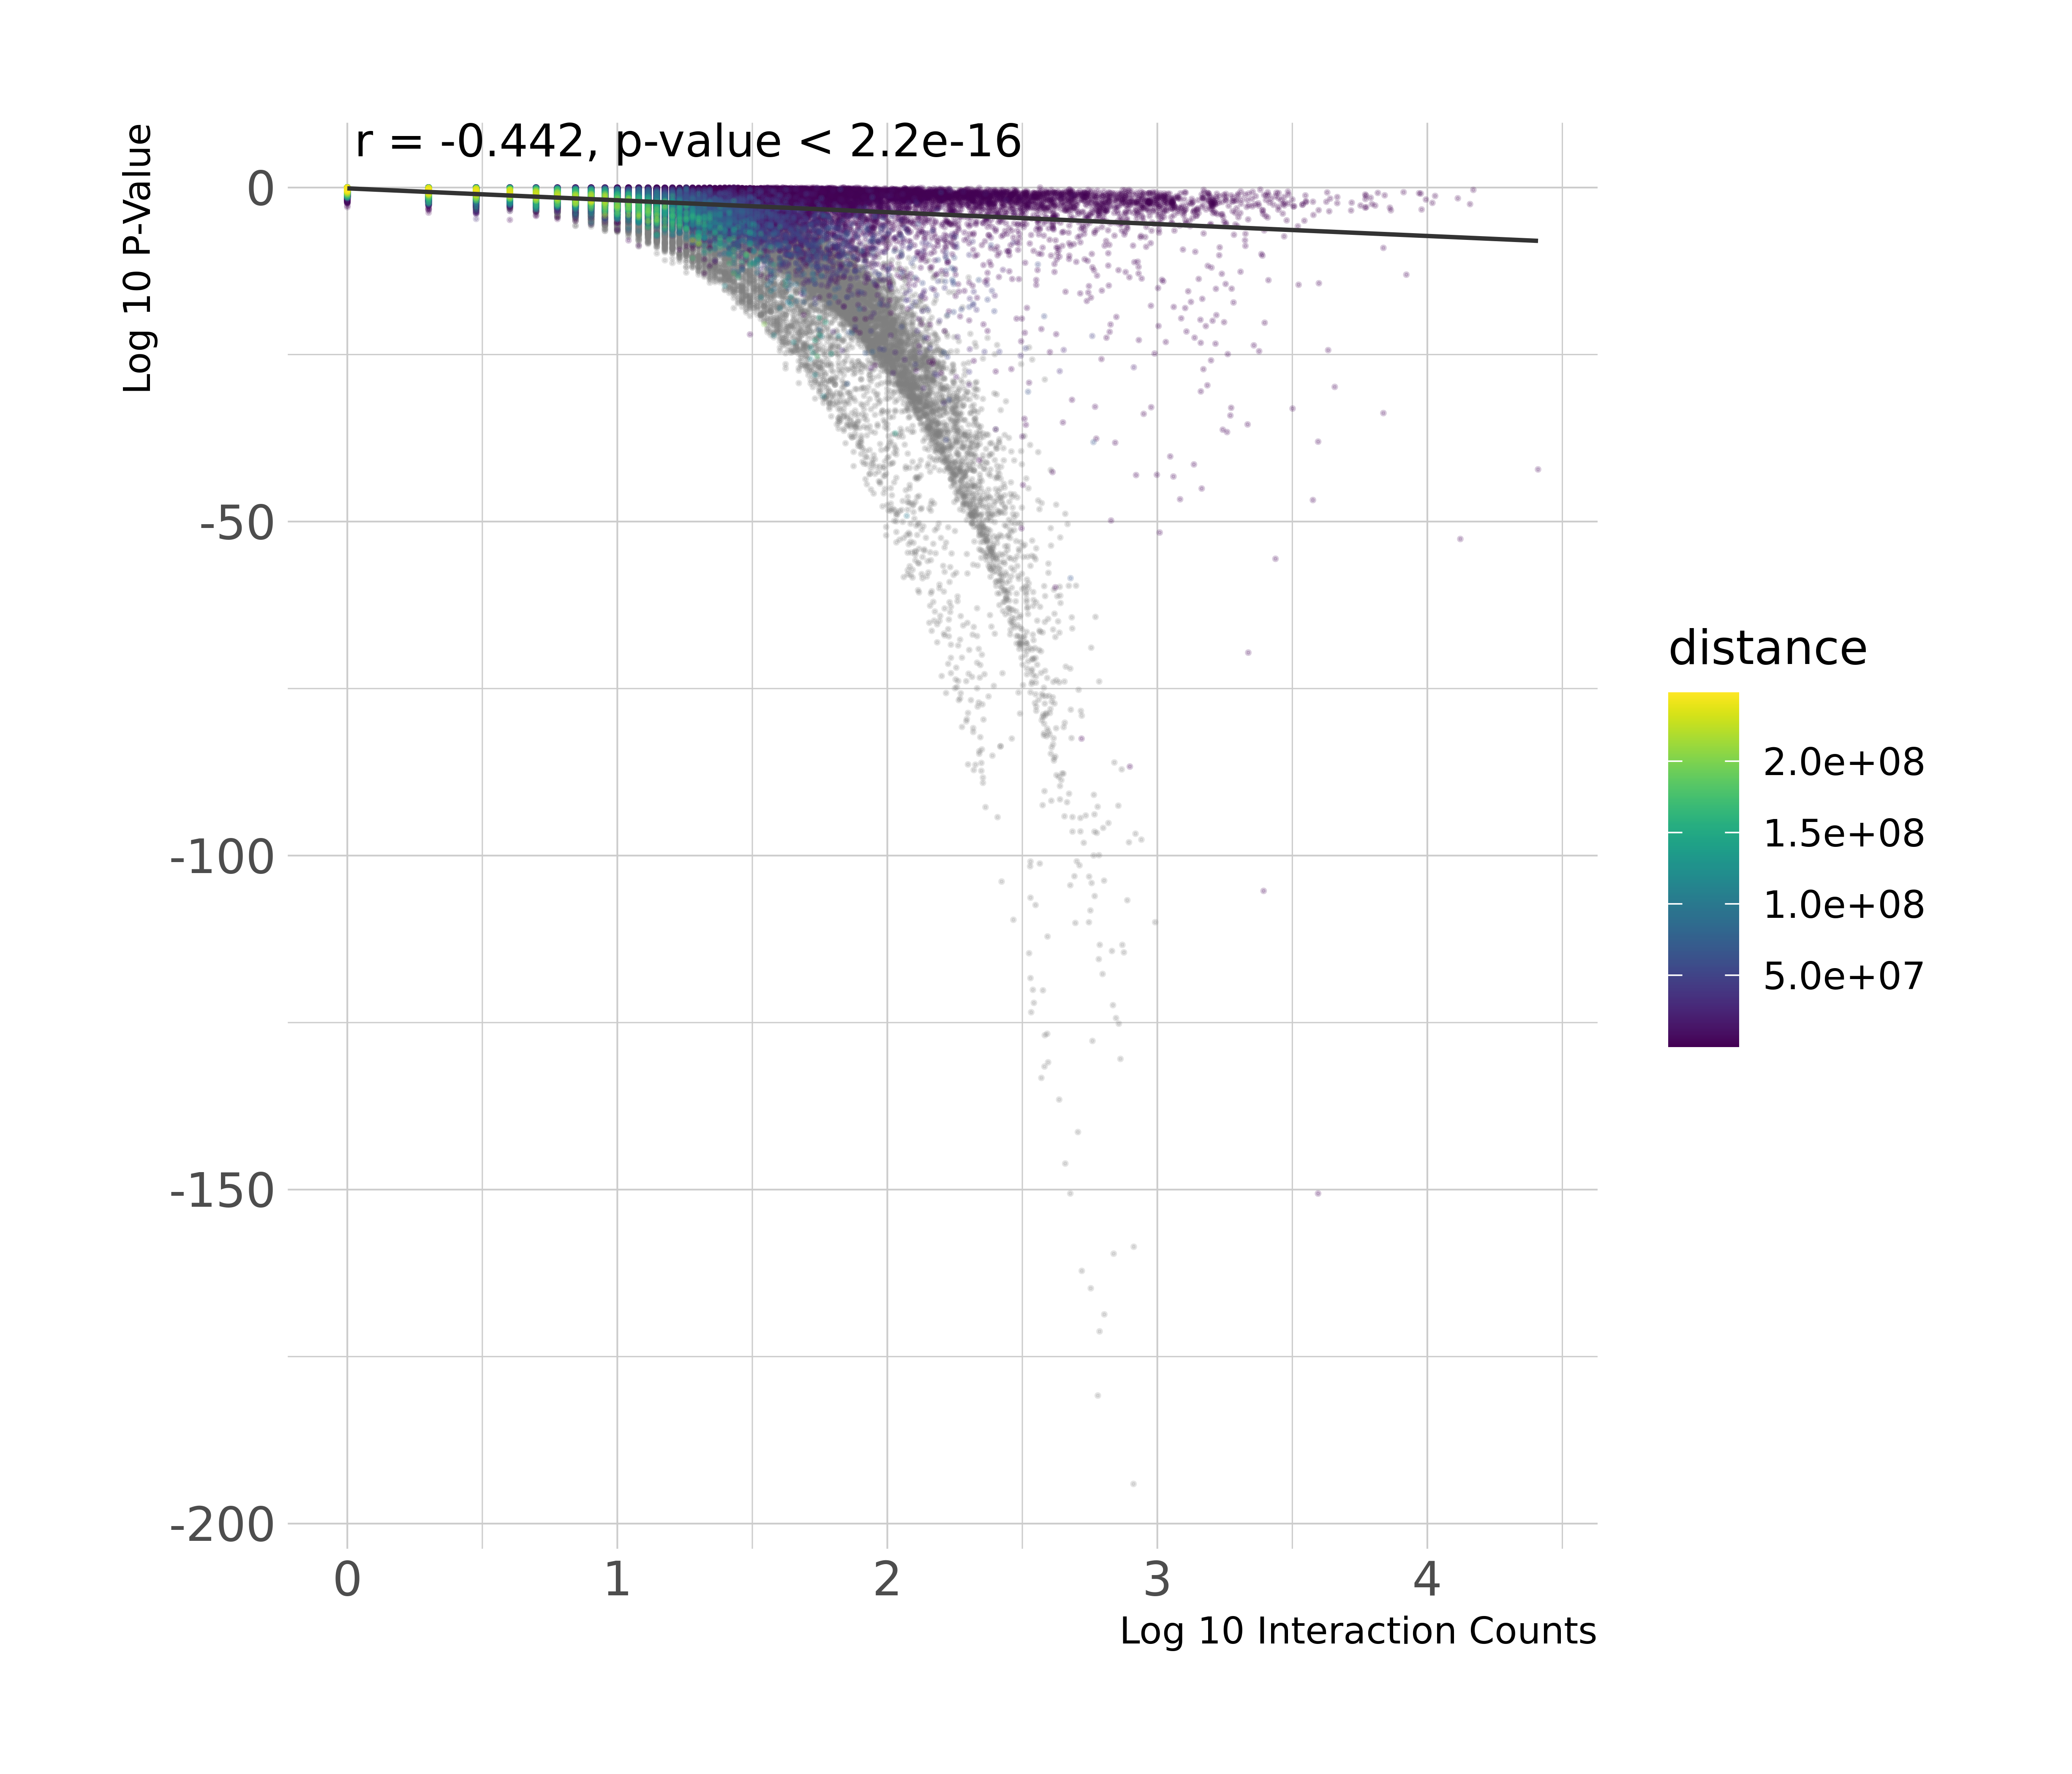 r = -0.442, p-value < 2.2e-16
Log 10 P-Value
0
-50
-100
-150
-200
0 1 2 3 4
Log 10 Interaction Counts
distance
2.0e+08
1.5e+08
1.0e+08
5.0e+07